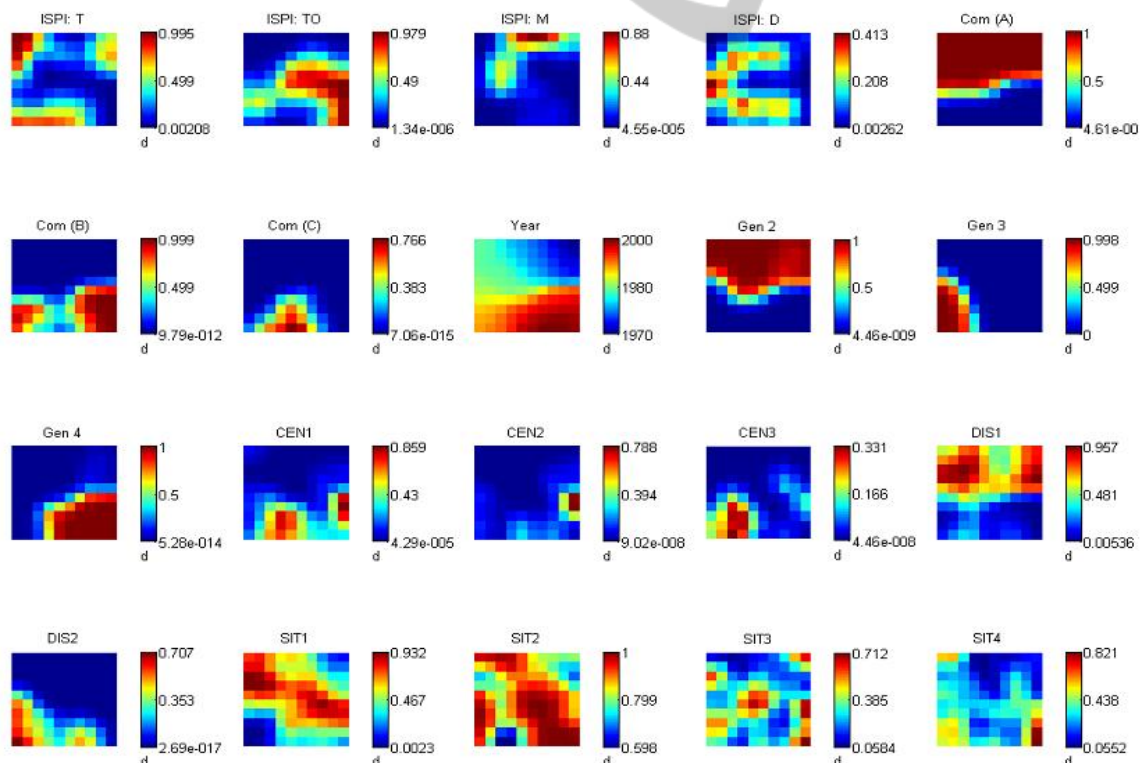 ISPI: T ISPI: TO ISPI: M ISPI: D Com (A)
0.995 0.979 0.88 0.413 1
0.499 0.49 0.44 0.208 0.5
0.00208 1.34e-006 4.55e-005 0.00262 4.61e-00
d d d d d
Com (B) Com (C) Year Gen 2 Gen 3
0.999 0.766 2000 1 0.998
0.499 0.383 1980 0.5 0.499
9.79e-012 7.06e-015 1970 4.46e-009 0
d d d d d
Gen 4 CEN1 CEN2 CEN3 DIS1
1 0.859 0.788 0.331 0.957
0.5 0.43 0.394 0.166 0.481
5.28e-014 4.29e-005 9.02e-008 4.46e-008 0.00536
d d d d d
DIS2 SIT1 SIT2 SIT3 SIT4
0.707 0.932 1 0.712 0.821
0.353 0.467 0.799 0.385 0.438
2.69e-017 0.0023 0.598 0.0584 0.0552
d d d d d